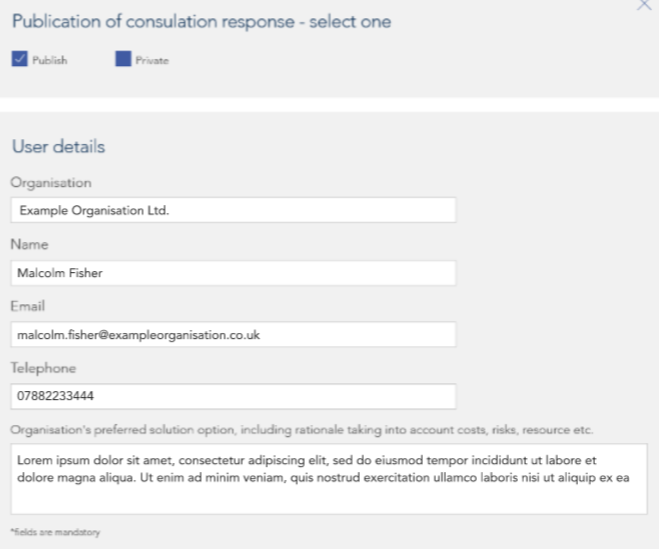 Publication of consulation response - select one
Publish Private
User details
Organisation
Example Organisation Ltd.
Name
Malcolm Fisher
Email
malcolm.fisher@exampleorganisation.co.uk
Telephone
07882233444
Organisation's preferred solution option, including rationale taking into account costs, risks, resource etc.
Lorem ipsum dolor sit amet, consectetur adipiscing elit, sed do eiusmod tempor incididunt ut labore et
dolore magna aliqua. Ut enim ad minim veniam, quis nostrud exercitation ullamco laboris nisi ut aliquip ex ea
*fields are mandatory